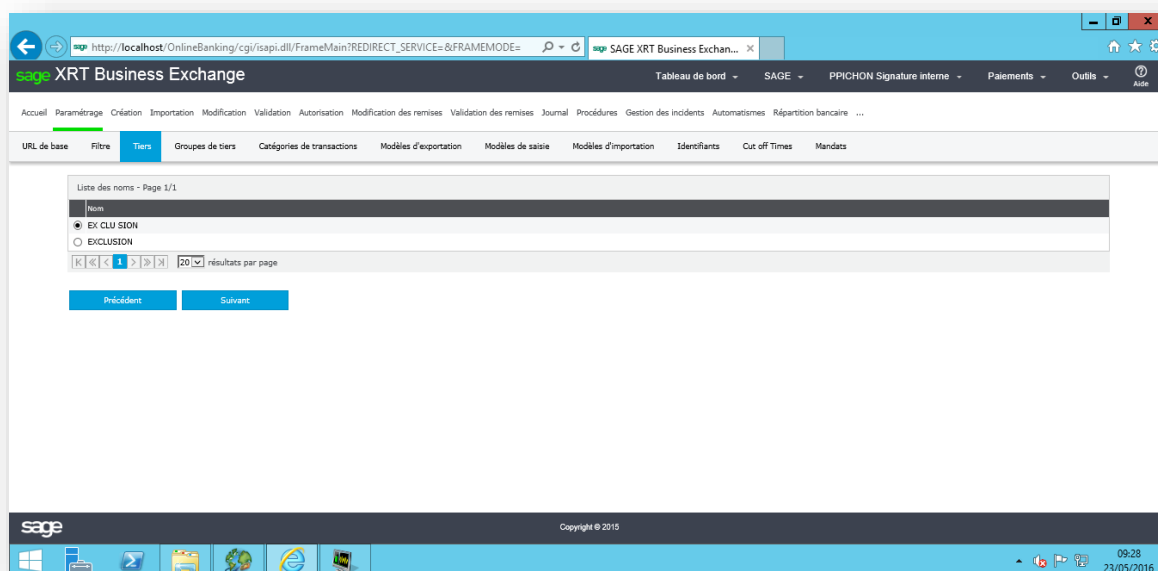 http://localhost/OnlineBanking/cgi/isapi.dll/FrameMain?REDIRECT_SERVICE=&FRAMEMODE=
sage SAGE XRT Business Exchan...
sage XRT Business Exchange
Tableau de bord SAGE PPICHON Signature interne Paiements Outils Aide
Accueil Paramétrage Création Importation Modification Validation Autorisation Modification des remises Validation des remises Journal Procédures Gestion des incidents Automatismes Répartition bancaire ...
URL de base Filtre Tiers Groupes de tiers Catégories de transactions Modèles d'exportation Modèles de saisie Modèles d'importation Identifiants Cut off Times Mandats
Liste des noms - Page 1/1
Nom
EX CLU SION
EXCLUSION
1 20 résultats par page
Précédent Suivant
sage Copyright © 2015
09:28
23/05/2016